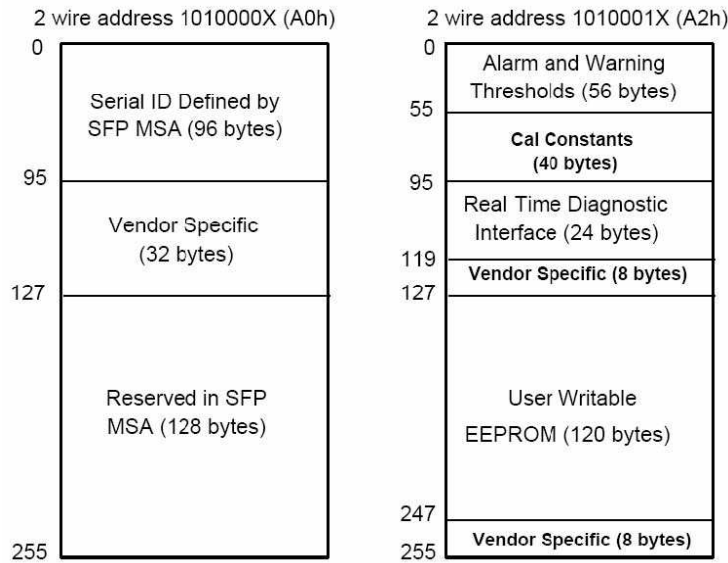 2 wire address 1010000X (A0h)
0
Serial ID Defined by
SFP MSA (96 bytes)
95
Vendor Specific
(32 bytes)
127
Reserved in SFP
MSA (128 bytes)
255
2 wire address 1010001X (A2h)
0
Alarm and Warning
Thresholds (56 bytes)
55
Cal Constants
(40 bytes)
95
Real Time Diagnostic
Interface (24 bytes)
119
Vendor Specific (8 bytes)
127
User Writable
EEPROM (120 bytes)
247
Vendor Specific (8 bytes)
255